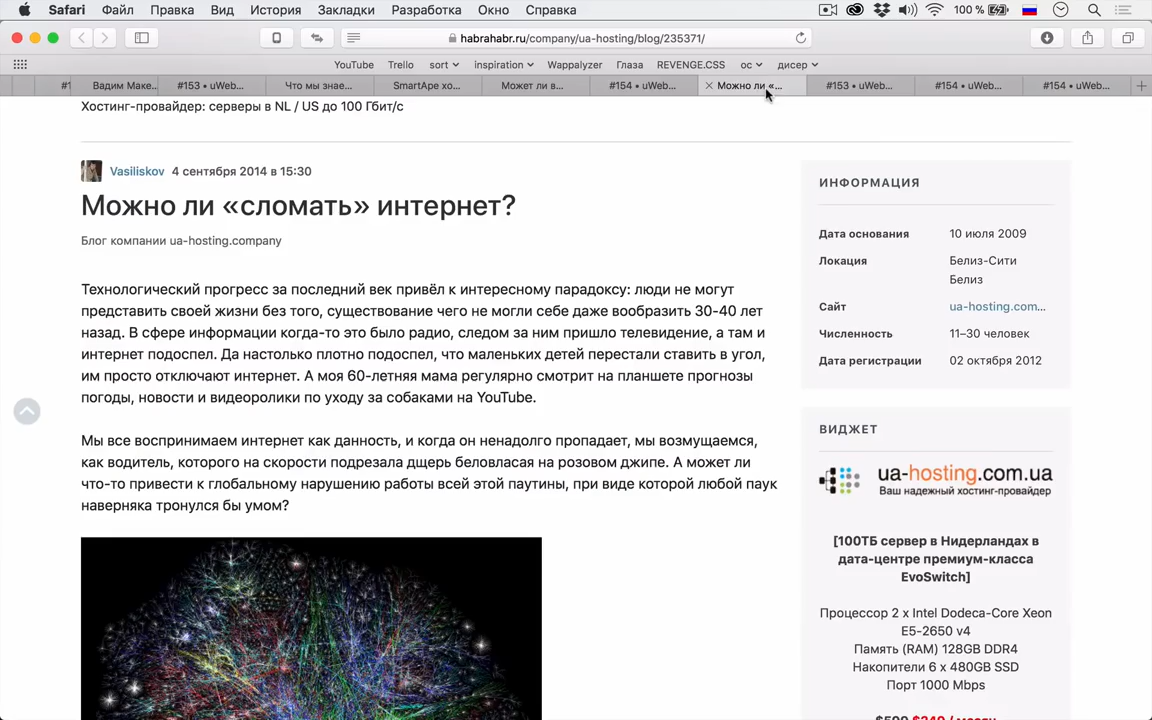 Safari Файл Правка Вид История Закладки Разработка Окно Справка 100 %
habrahabr.ru/company/ua-hosting/blog/235371/
YouTube Trello sort inspiration Wappalyzer Глаза REVENGE.CSS ос дисер
#1 Вадим Маке... #153 • uWeb... Что мы знае... SmartApe хо... Может ли в... #154 • uWeb... Можно ли «... #153 • uWeb... #154 • uWeb... #154 • uWeb...
Хостинг-провайдер: серверы в NL / US до 100 Гбит/с
Vasiliskov 4 сентября 2014 в 15:30
Можно ли «сломать» интернет?
Блог компании ua-hosting.company
Технологический прогресс за последний век привёл к интересному парадоксу: люди не могут
представить своей жизни без того, существование чего не могли себе даже вообразить 30-40 лет
назад. В сфере информации когда-то это было радио, следом за ним пришло телевидение, а там и
интернет подоспел. Да настолько плотно подоспел, что маленьких детей перестали ставить в угол,
им просто отключают интернет. А моя 60-летняя мама регулярно смотрит на планшете прогнозы
погоды, новости и видеоролики по уходу за собаками на YouTube.
Мы все воспринимаем интернет как данность, и когда он ненадолго пропадает, мы возмущаемся,
как водитель, которого на скорости подрезала дщерь беловласая на розовом джипе. А может ли
что-то привести к глобальному нарушению работы всей этой паутины, при виде которой любой паук
наверняка тронулся бы умом?
ИНФОРМАЦИЯ
Дата основания 10 июля 2009
Локация Белиз-Сити
Белиз
Сайт ua-hosting.com...
Численность 11–30 человек
Дата регистрации 02 октября 2012
ВИДЖЕТ
ua-hosting.com.ua
Ваш надежный хостинг-провайдер
[100ТБ сервер в Нидерландах в
дата-центре премиум-класса
EvoSwitch]
Процессор 2 x Intel Dodeca-Core Xeon
E5-2650 v4
Память (RAM) 128GB DDR4
Накопители 6 x 480GB SSD
Порт 1000 Mbps